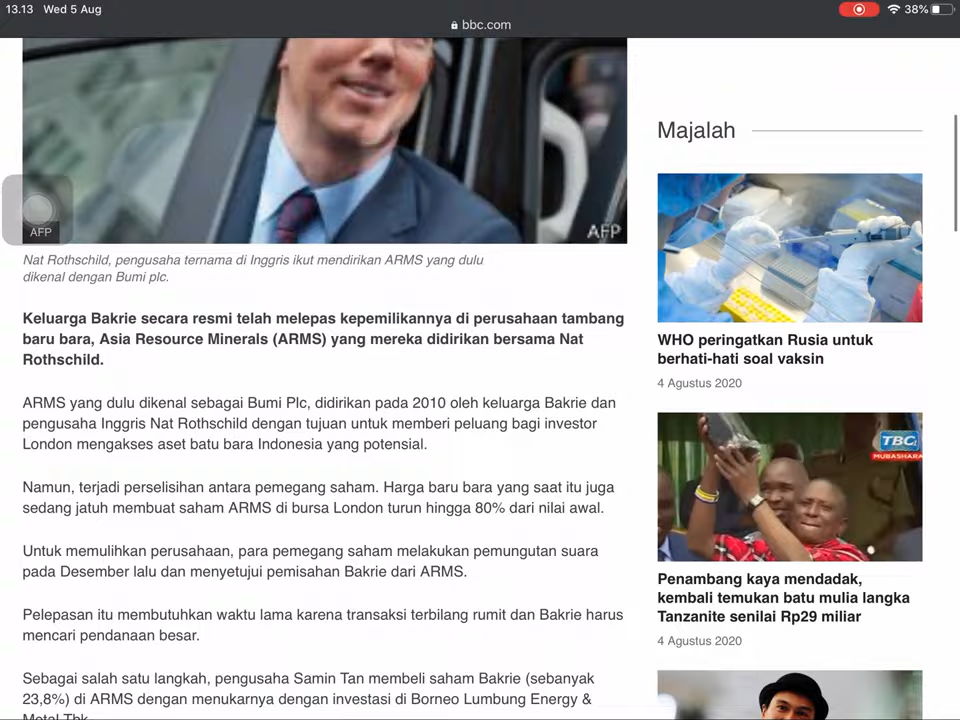 13.13 Wed 5 Aug
38%
bbc.com
AFP
AFP
Nat Rothschild, pengusaha ternama di Inggris ikut mendirikan ARMS yang dulu
dikenal dengan Bumi plc.
Keluarga Bakrie secara resmi telah melepas kepemilikannya di perusahaan tambang
baru bara, Asia Resource Minerals (ARMS) yang mereka didirikan bersama Nat
Rothschild.
ARMS yang dulu dikenal sebagai Bumi Plc, didirikan pada 2010 oleh keluarga Bakrie dan
pengusaha Inggris Nat Rothschild dengan tujuan untuk memberi peluang bagi investor
London mengakses aset batu bara Indonesia yang potensial.
Namun, terjadi perselisihan antara pemegang saham. Harga baru bara yang saat itu juga
sedang jatuh membuat saham ARMS di bursa London turun hingga 80% dari nilai awal.
Untuk memulihkan perusahaan, para pemegang saham melakukan pemungutan suara
pada Desember lalu dan menyetujui pemisahan Bakrie dari ARMS.
Pelepasan itu membutuhkan waktu lama karena transaksi terbilang rumit dan Bakrie harus
mencari pendanaan besar.
Sebagai salah satu langkah, pengusaha Samin Tan membeli saham Bakrie (sebanyak
23,8%) di ARMS dengan menukarnya dengan investasi di Borneo Lumbung Energy &
Metal Tbk.
Majalah
WHO peringatkan Rusia untuk
berhati-hati soal vaksin
4 Agustus 2020
TBC
MUBASHARA
Penambang kaya mendadak,
kembali temukan batu mulia langka
Tanzanite senilai Rp29 miliar
4 Agustus 2020